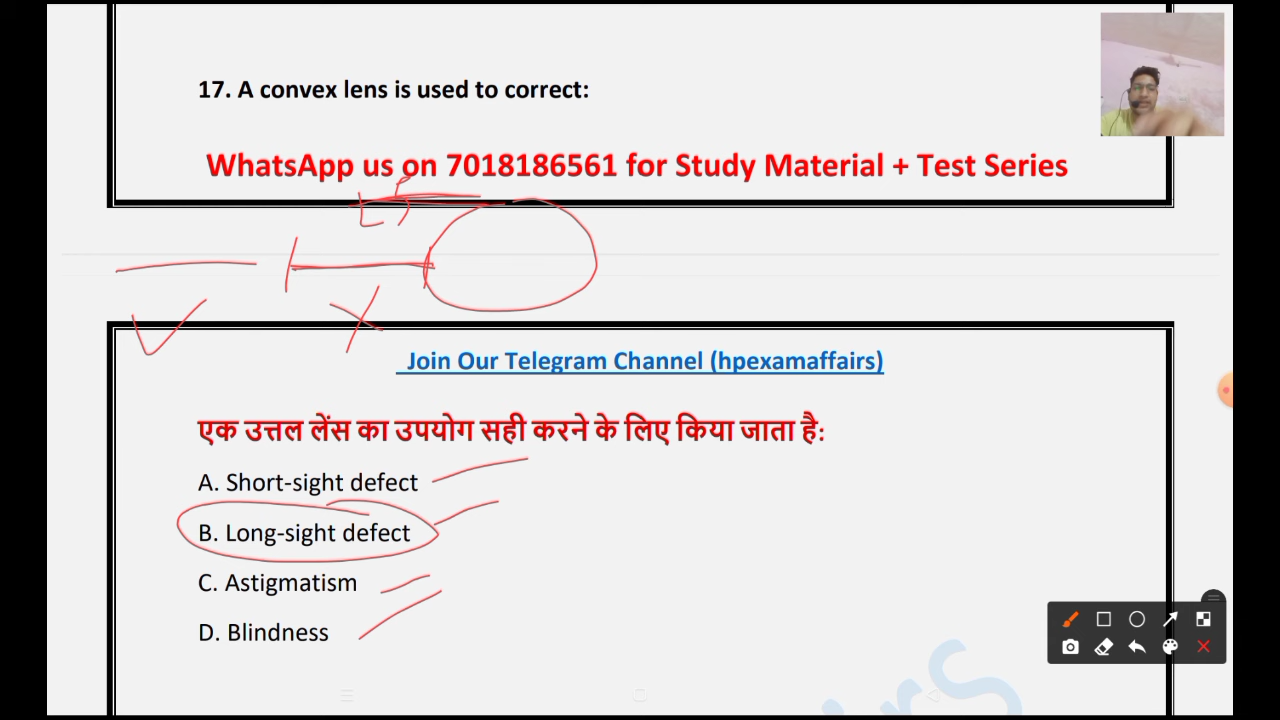 17. A convex lens is used to correct:
WhatsApp us on 7018186561 for Study Material + Test Series
Join Our Telegram Channel (hpexamaffairs)
एक उत्तल लेंस का उपयोग सही करने के लिए किया जाता है:
A. Short-sight defect
B. Long-sight defect
C. Astigmatism
D. Blindness